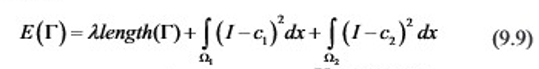 E(Γ) = λlength(Γ) + ∫(I − c₁)² dx + ∫(I − c₂)² dx (9.9)
Ω₁ Ω₂